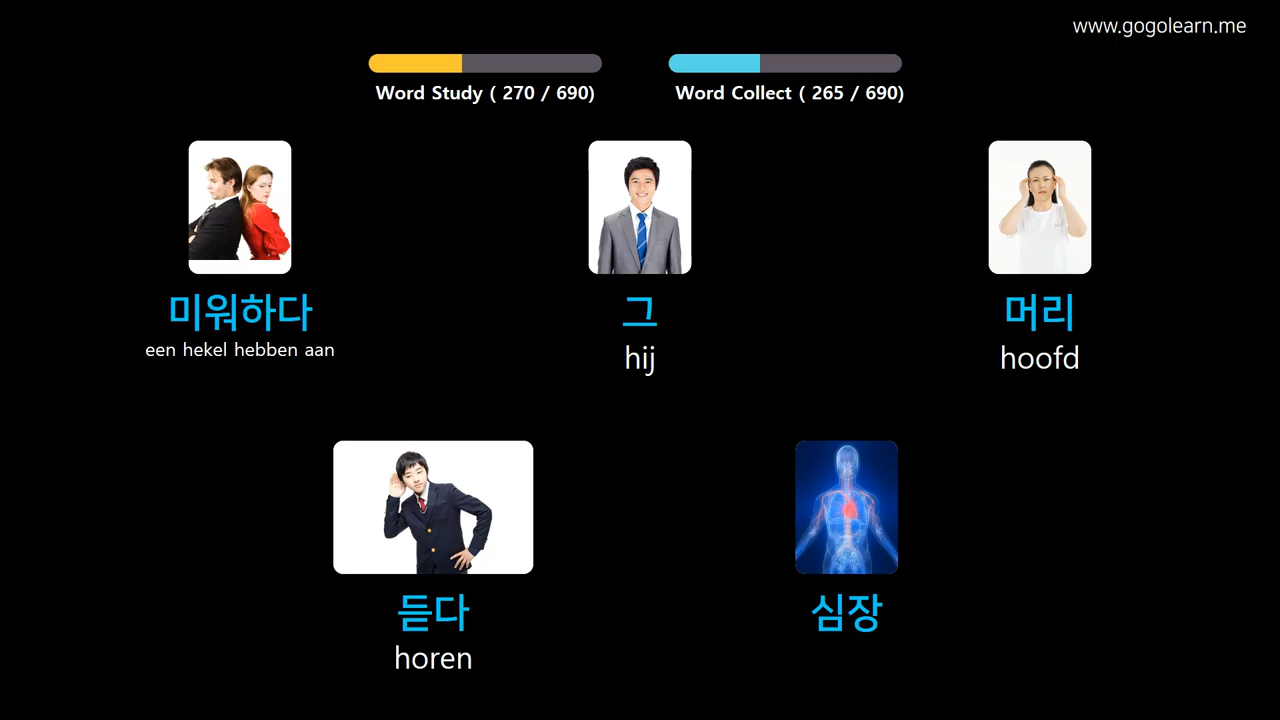 www.gogolearn.me
Word Study ( 270 / 690)
Word Collect ( 265 / 690)
미워하다
een hekel hebben aan
그
hij
머리
hoofd
듣다
horen
심장